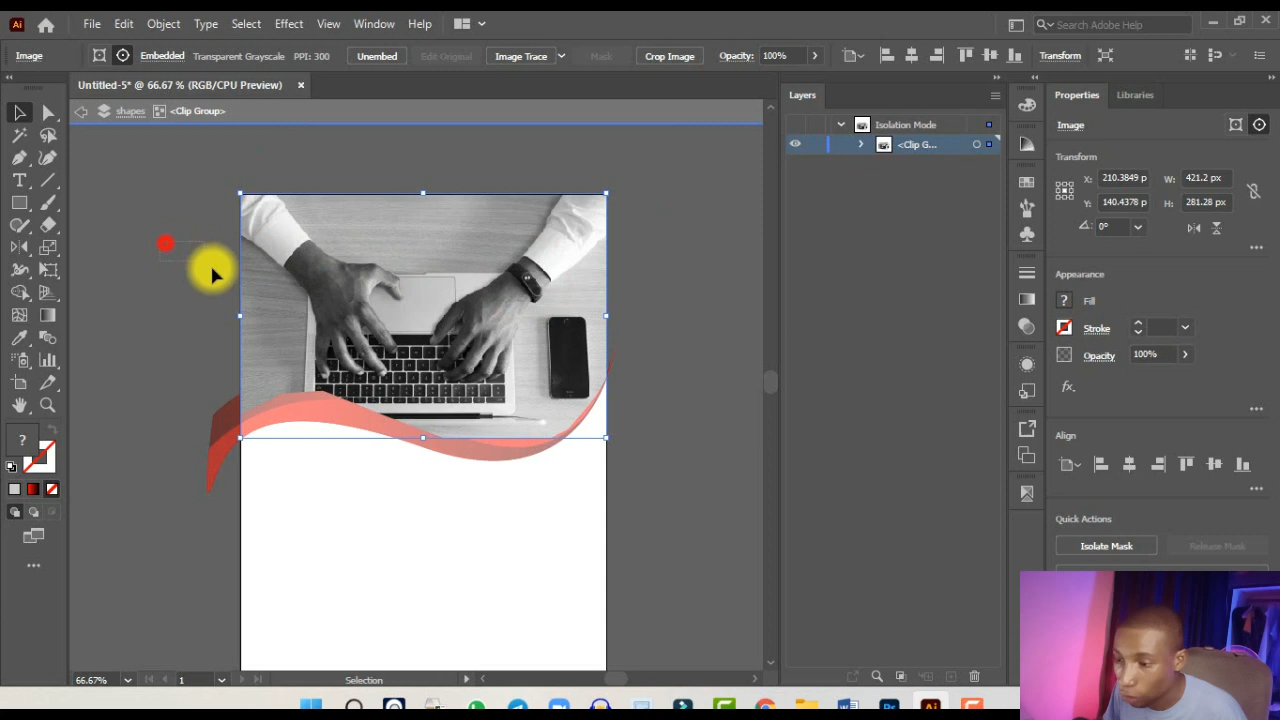 Ai File Edit Object Type Select Effect View Window Help Search Adobe Help
Image Embedded Transparent Grayscale PPI: 300 Unembed Edit Original Image Trace Mask Crop Image Opacity: 100% Transform
Untitled-5* @ 66.67 % (RGB/CPU Preview) ×
shapes <Clip Group>
Layers
Isolation Mode
<Clip G...
Properties Libraries
Image
Transform
X: 210.3849 p W: 421.2 px
Y: 140.4378 p H: 281.28 px
0°
Appearance
? Fill
Stroke
Opacity 100%
fx.
Align
Quick Actions
Isolate Mask Release Mask
?
66.67% 1 Selection
Ps Ai